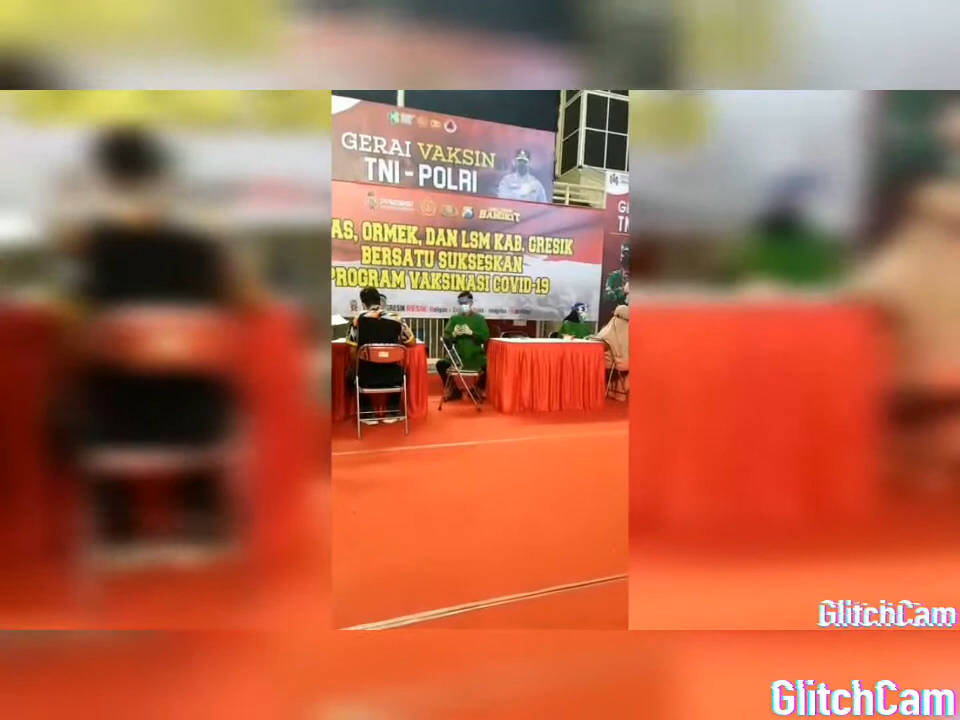 GERAI VAKSIN
TNI - POLRI
BANGKIT
AS, ORMEK, DAN LSM KAB. GRESIK
BERSATU SUKSESKAN
PROGRAM VAKSINASI COVID-19
GRESIK
GlitchCam
GlitchCam